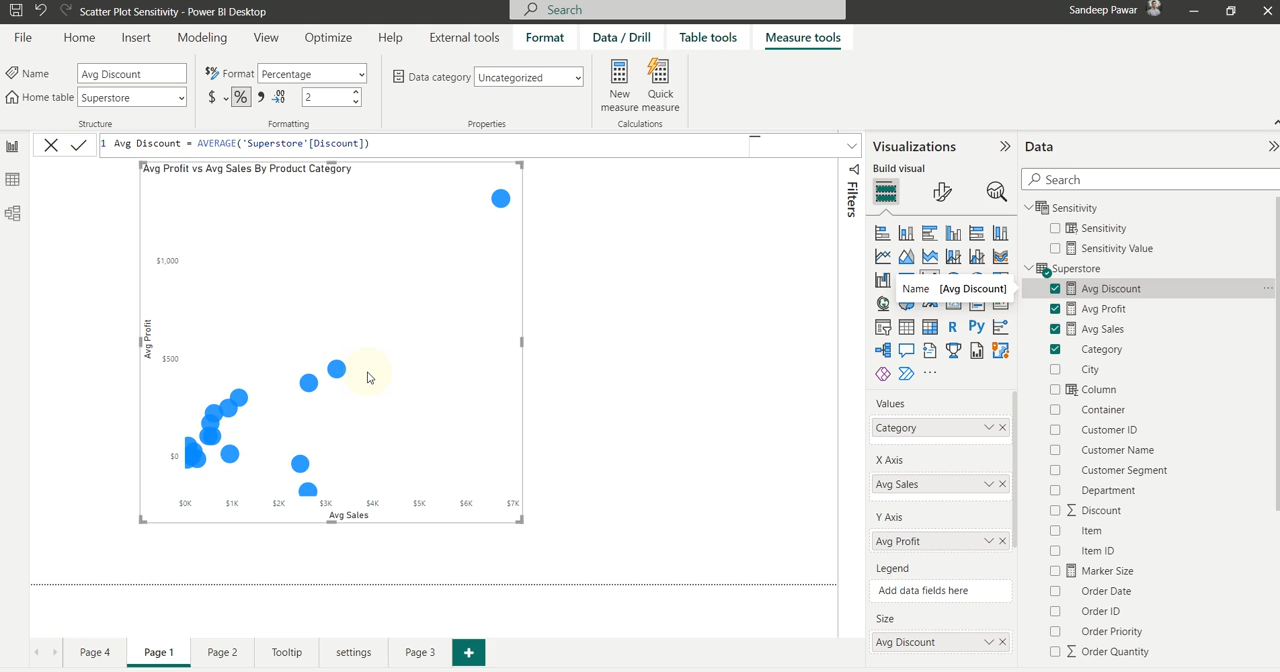 Scatter Plot Sensitivity - Power BI Desktop
Search
Sandeep Pawar
File Home Insert Modeling View Optimize Help External tools Format Data / Drill Table tools Measure tools
Name Avg Discount
Home table Superstore
Structure
$% Format Percentage
$ % 9 .00 2
Formatting
Data category Uncategorized
Properties
New measure
Quick measure
Calculations
1 Avg Discount = AVERAGE('Superstore'[Discount])
Avg Profit vs Avg Sales By Product Category
$1,000
$500
$0
Avg Profit
$0K $1K $2K $3K $4K $5K $6K $7K
Avg Sales
Filters
Visualizations
Build visual
Name [Avg Discount]
R Py
Values
Category
X Axis
Avg Sales
Y Axis
Avg Profit
Legend
Add data fields here
Size
Avg Discount
Data
Search
Sensitivity
Sensitivity
Sensitivity Value
Superstore
Avg Discount
Avg Profit
Avg Sales
Category
City
Column
Container
Customer ID
Customer Name
Customer Segment
Department
Discount
Item
Item ID
Marker Size
Order Date
Order ID
Order Priority
Order Quantity
Page 4 Page 1 Page 2 Tooltip settings Page 3 +